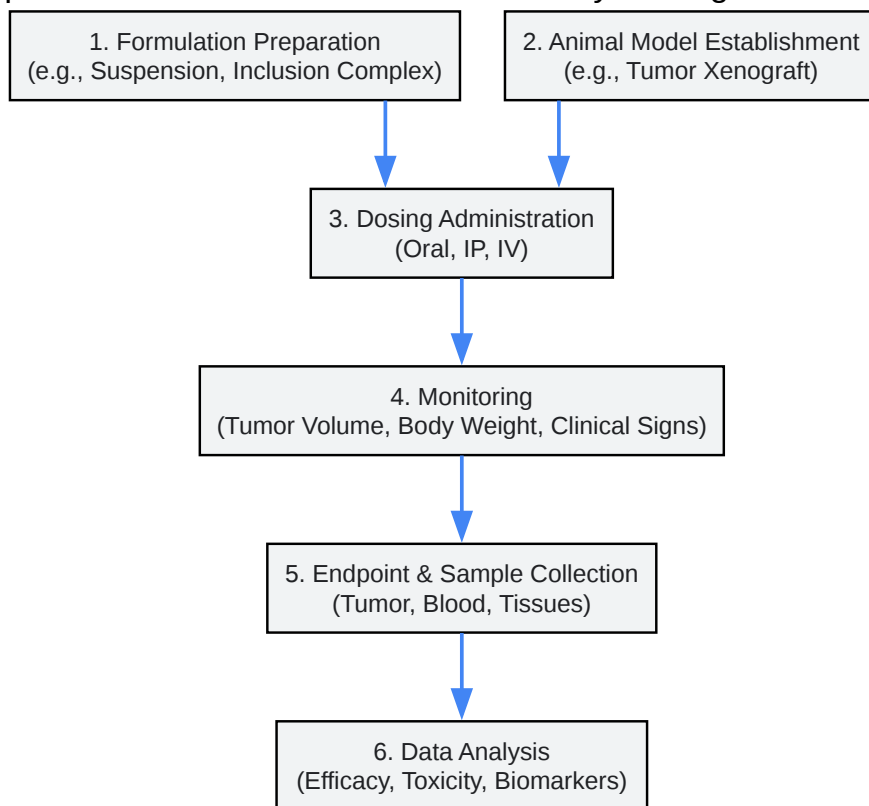 1. Formulation Preparation
(e.g., Suspension, Inclusion Complex)
2. Animal Model Establishment
(e.g., Tumor Xenograft)
3. Dosing Administration
(Oral, IP, IV)
4. Monitoring
(Tumor Volume, Body Weight, Clinical Signs)
5. Endpoint & Sample Collection
(Tumor, Blood, Tissues)
6. Data Analysis
(Efficacy, Toxicity, Biomarkers)